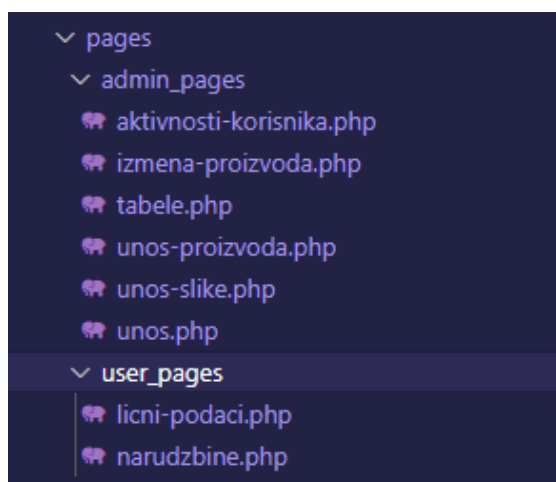 pages
admin_pages
aktivnosti-korisnika.php
izmena-proizvoda.php
tabele.php
unos-proizvoda.php
unos-slike.php
unos.php
user_pages
licni-podaci.php
narudzbine.php